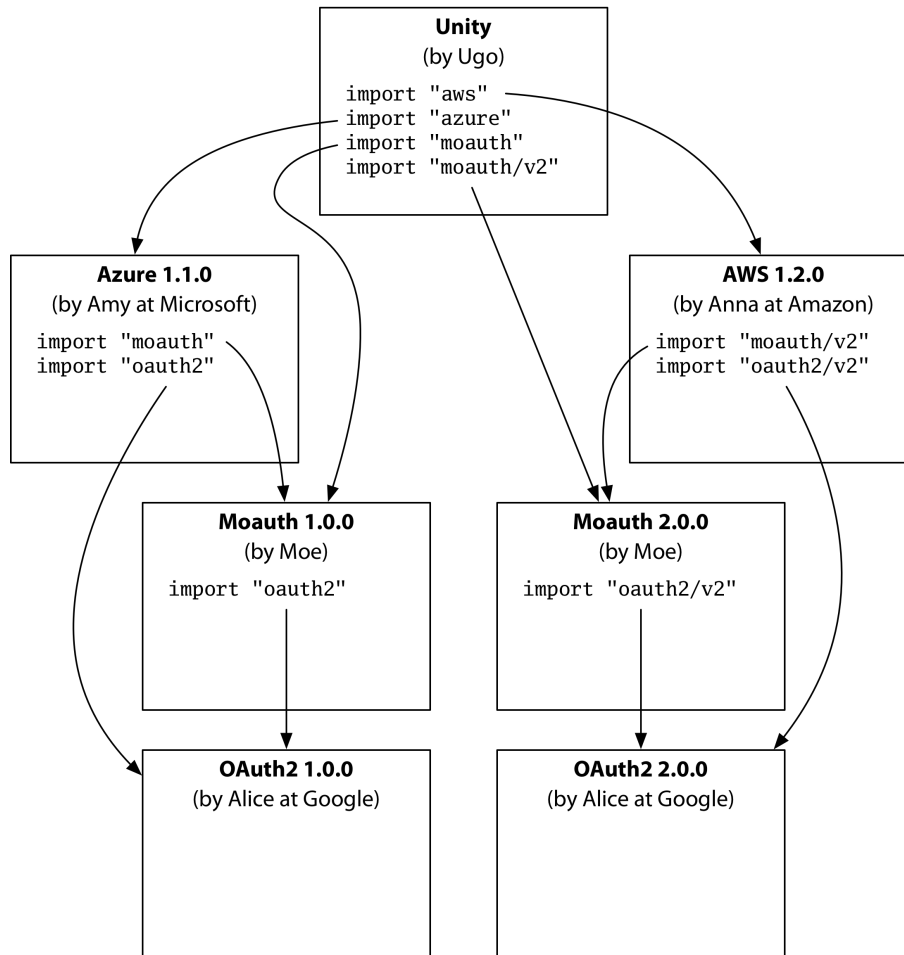 Unity
(by Ugo)
import "aws"
import "azure"
import "moauth"
import "moauth/v2"
Azure 1.1.0
(by Amy at Microsoft)
import "moauth"
import "oauth2"
AWS 1.2.0
(by Anna at Amazon)
import "moauth/v2"
import "oauth2/v2"
Moauth 1.0.0
(by Moe)
import "oauth2"
Moauth 2.0.0
(by Moe)
import "oauth2/v2"
OAuth2 1.0.0
(by Alice at Google)
OAuth2 2.0.0
(by Alice at Google)